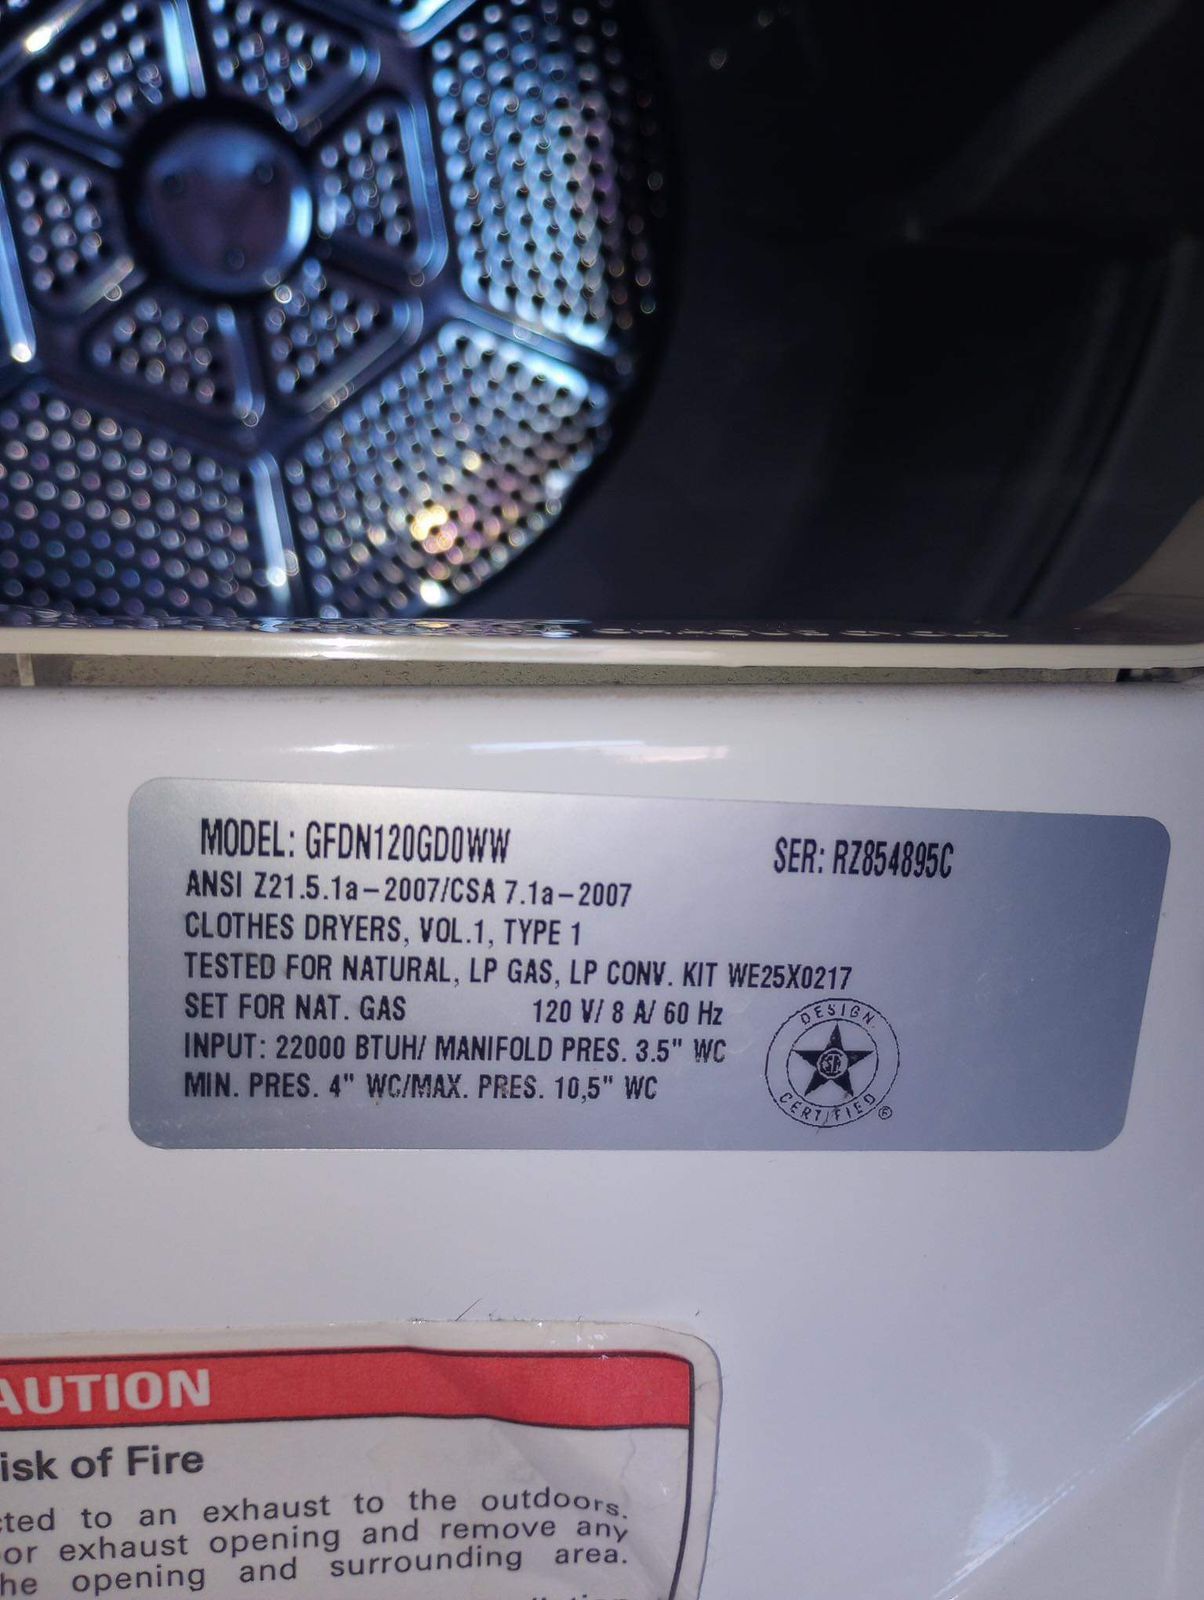 MODEL: GFDN120GD0WW
SER: RZ854895C
ANSI Z21.5.1a-2007/CSA 7.1a-2007
CLOTHES DRYERS, VOL.1, TYPE 1
TESTED FOR NATURAL, LP GAS, LP CONV. KIT WE25X0217
SET FOR NAT. GAS 120 V/ 8 A/ 60 Hz
INPUT: 22000 BTUH/ MANIFOLD PRES. 3.5" WC
MIN. PRES. 4" WC/MAX. PRES. 10,5" WC
DESIGN
CERTIFIED ®
AUTION
isk of Fire
cted to an exhaust to the outdoors.
oor exhaust opening and remove any
he opening and surrounding area.